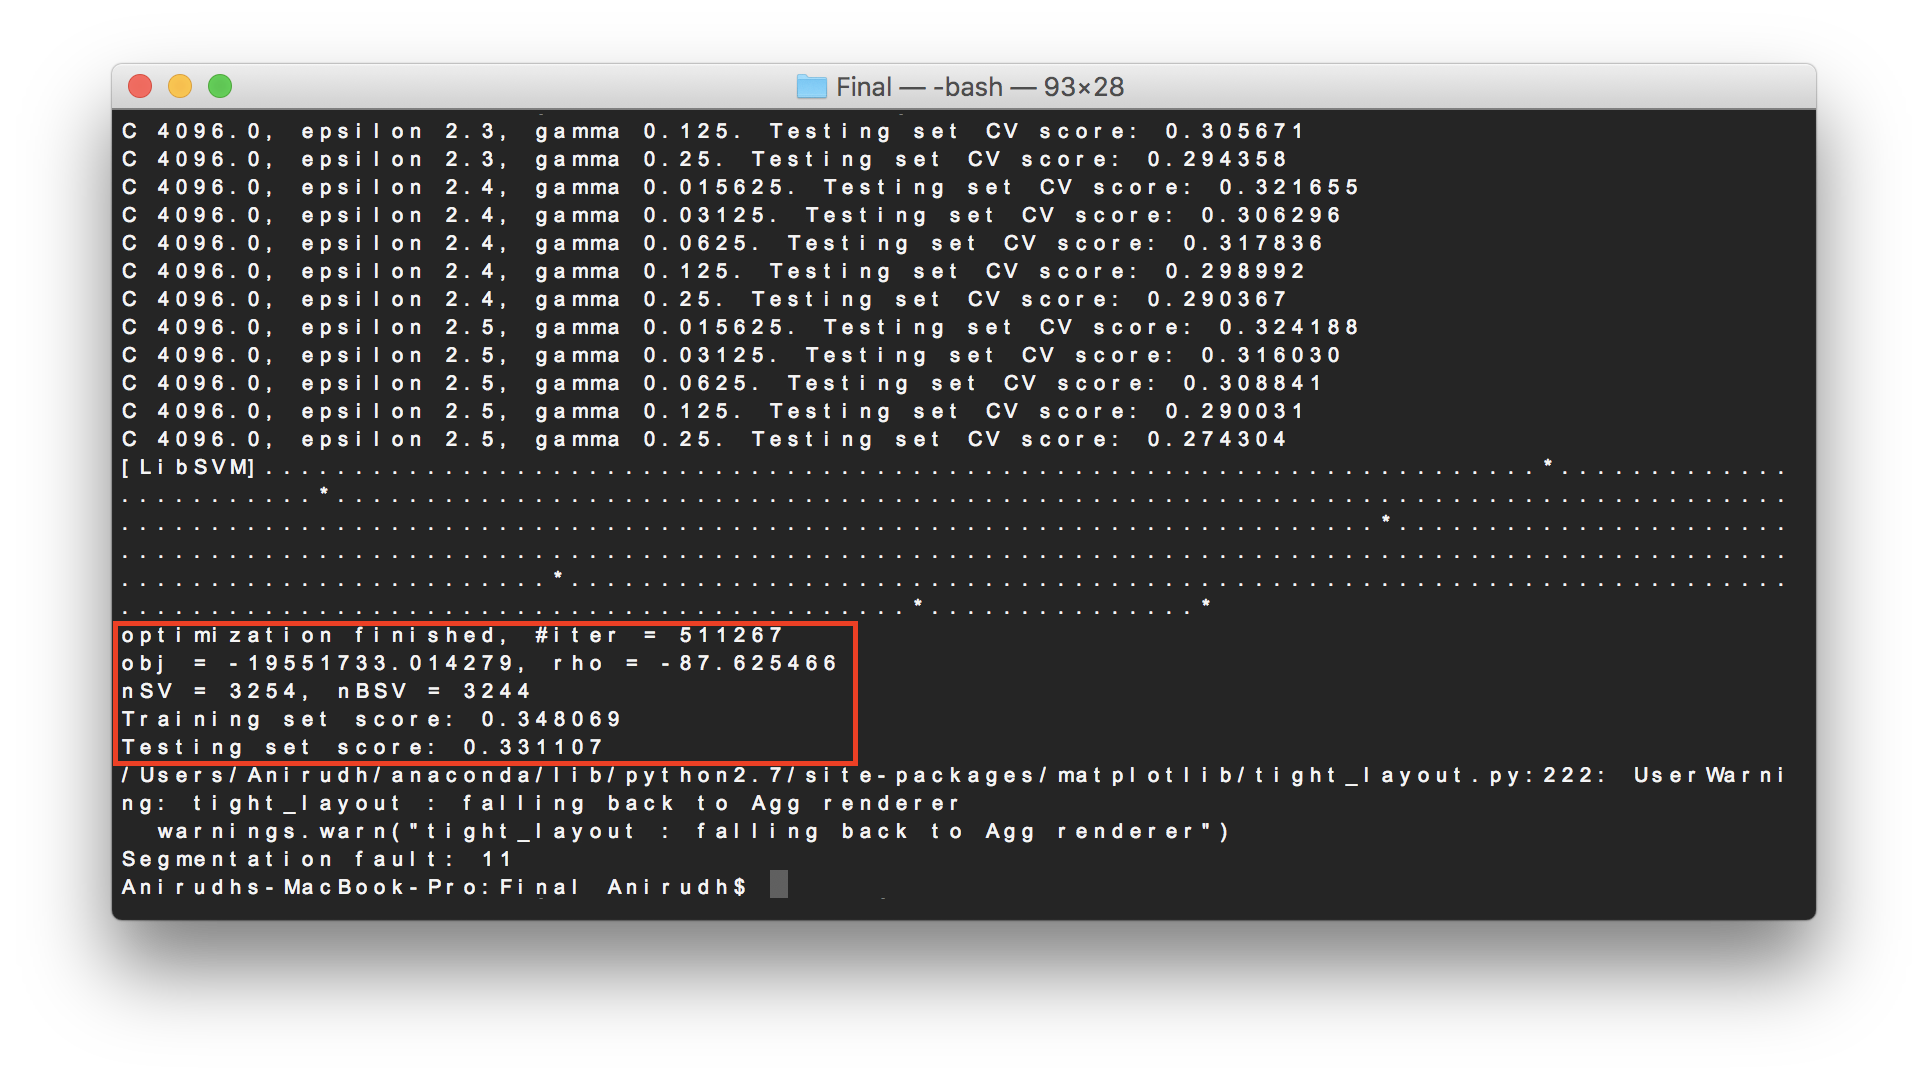 Final — -bash — 93×28
C 4096.0, epsilon 2.3, gamma 0.125. Testing set CV score: 0.305671
C 4096.0, epsilon 2.3, gamma 0.25. Testing set CV score: 0.294358
C 4096.0, epsilon 2.4, gamma 0.015625. Testing set CV score: 0.321655
C 4096.0, epsilon 2.4, gamma 0.03125. Testing set CV score: 0.306296
C 4096.0, epsilon 2.4, gamma 0.0625. Testing set CV score: 0.317836
C 4096.0, epsilon 2.4, gamma 0.125. Testing set CV score: 0.298992
C 4096.0, epsilon 2.4, gamma 0.25. Testing set CV score: 0.290367
C 4096.0, epsilon 2.5, gamma 0.015625. Testing set CV score: 0.324188
C 4096.0, epsilon 2.5, gamma 0.03125. Testing set CV score: 0.316030
C 4096.0, epsilon 2.5, gamma 0.0625. Testing set CV score: 0.308841
C 4096.0, epsilon 2.5, gamma 0.125. Testing set CV score: 0.290031
C 4096.0, epsilon 2.5, gamma 0.25. Testing set CV score: 0.274304
[LibSVM].......................................................................*.............
...........*.................................................................................
......................................................................*......................
.............................................................................................
........................*....................................................................
............................................*...............*
optimization finished, #iter = 511267
obj = -19551733.014279, rho = -87.625466
nSV = 3254, nBSV = 3244
Training set score: 0.348069
Testing set score: 0.331107
/Users/Anirudh/anaconda/lib/python2.7/site-packages/matplotlib/tight_layout.py:222: UserWarni
ng: tight_layout : falling back to Agg renderer
  warnings.warn("tight_layout : falling back to Agg renderer")
Segmentation fault: 11
Anirudhs-MacBook-Pro:Final Anirudh$